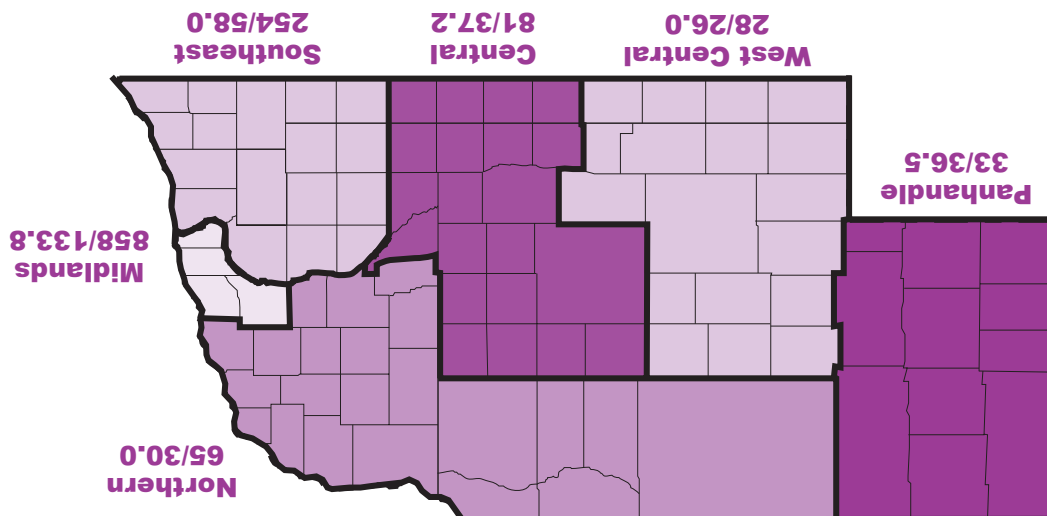 Northern
65/30.0
Midlands
858/133.8
Panhandle
33/36.5
West Central
28/26.0
Central
81/37.2
Southeast
254/58.0